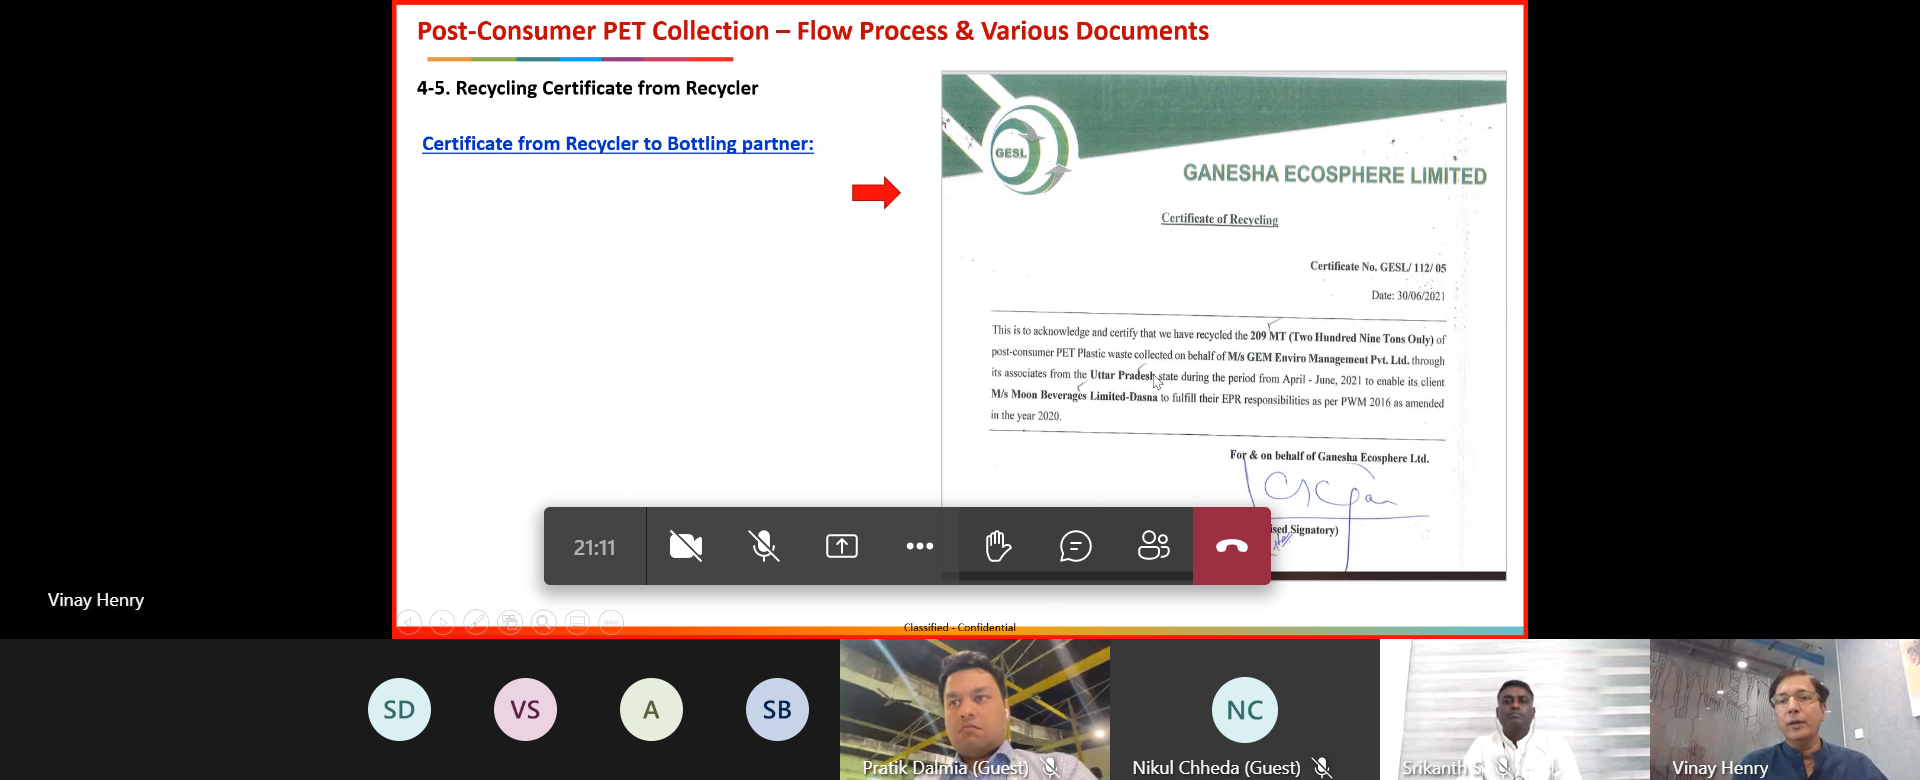 Post-Consumer PET Collection – Flow Process & Various Documents
4-5. Recycling Certificate from Recycler
Certificate from Recycler to Bottling partner:
GESL
GANESHA ECOSPHERE LIMITED
Certificate of Recycling
Certificate No. GESL/ 112/ 05
Date: 30/06/2021
This is to acknowledge and certify that we have recycled the 209 MT (Two Hundred Nine Tons Only) of
post-consumer PET Plastic waste collected on behalf of M/s GEM Enviro Management Pvt. Ltd. through
its associates from the Uttar Pradesh state during the period from April - June, 2021 to enable its client
M/s Moon Beverages Limited-Dasna to fulfill their EPR responsibilities as per PWM 2016 as amended
in the year 2020.
For & on behalf of Ganesha Ecosphere Ltd.
ised Signatory)
21:11
Vinay Henry
Classified - Confidential
SD
VS
A
SB
NC
Pratik Dalmia (Guest)
Nikul Chheda (Guest)
Srikanth S
Vinay Henry